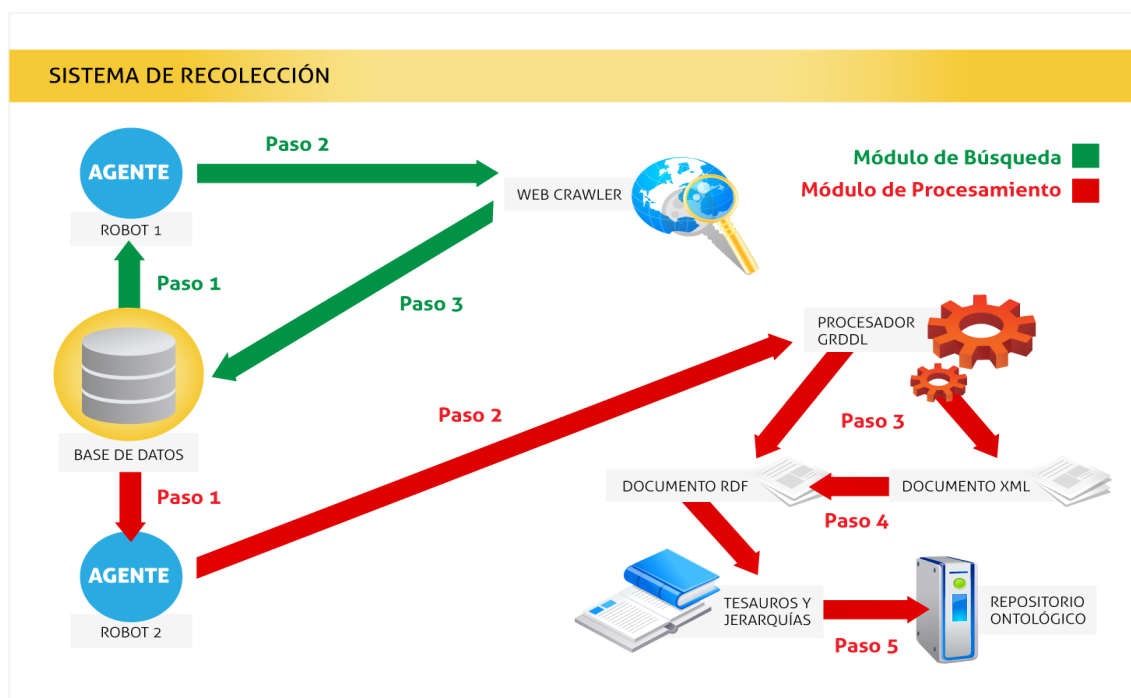 SISTEMA DE RECOLECCIÓN
Paso 2
AGENTE
Módulo de Búsqueda
Módulo de Procesamiento
WEB CRAWLER
ROBOT 1
Paso 1
Paso 3
PROCESADOR
GRDDL
Paso 2
Paso 3
BASE DE DATOS
Paso 1
DOCUMENTO RDF
DOCUMENTO XML
Paso 4
AGENTE
TESAUROS Y
JERARQUÍAS
REPOSITORIO
ONTOLÓGICO
ROBOT 2
Paso 5